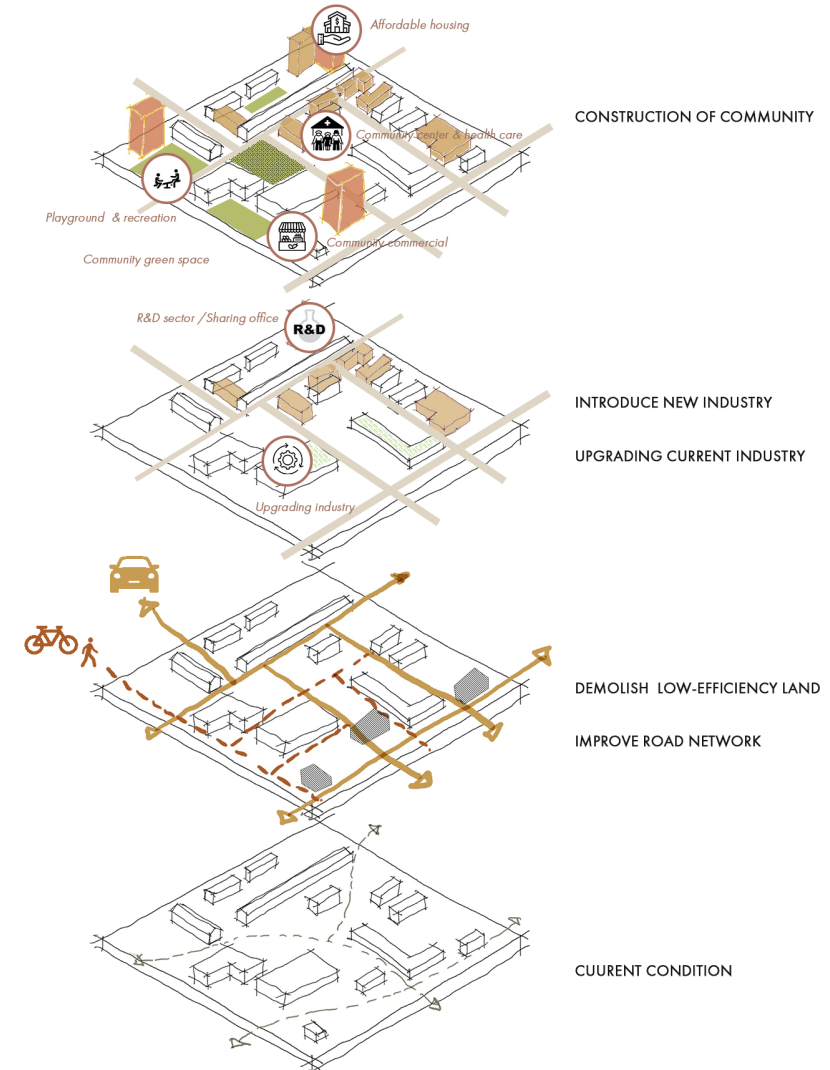 Affordable housing
CONSTRUCTION OF COMMUNITY
Community center & health care
Playground & recreation
Community commercial
Community green space
R&D sector /Sharing office
R&D
INTRODUCE NEW INDUSTRY
UPGRADING CURRENT INDUSTRY
Upgrading industry
DEMOLISH LOW-EFFICIENCY LAND
IMPROVE ROAD NETWORK
CUURENT CONDITION